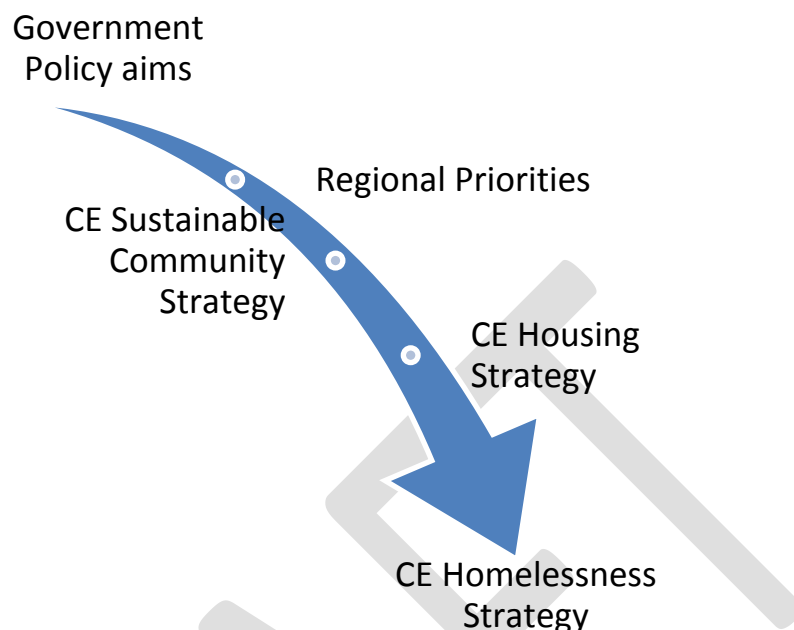 Government
Policy aims
Regional Priorities
CE Sustainable
Community
Strategy
CE Housing
Strategy
CE Homelessness
Strategy